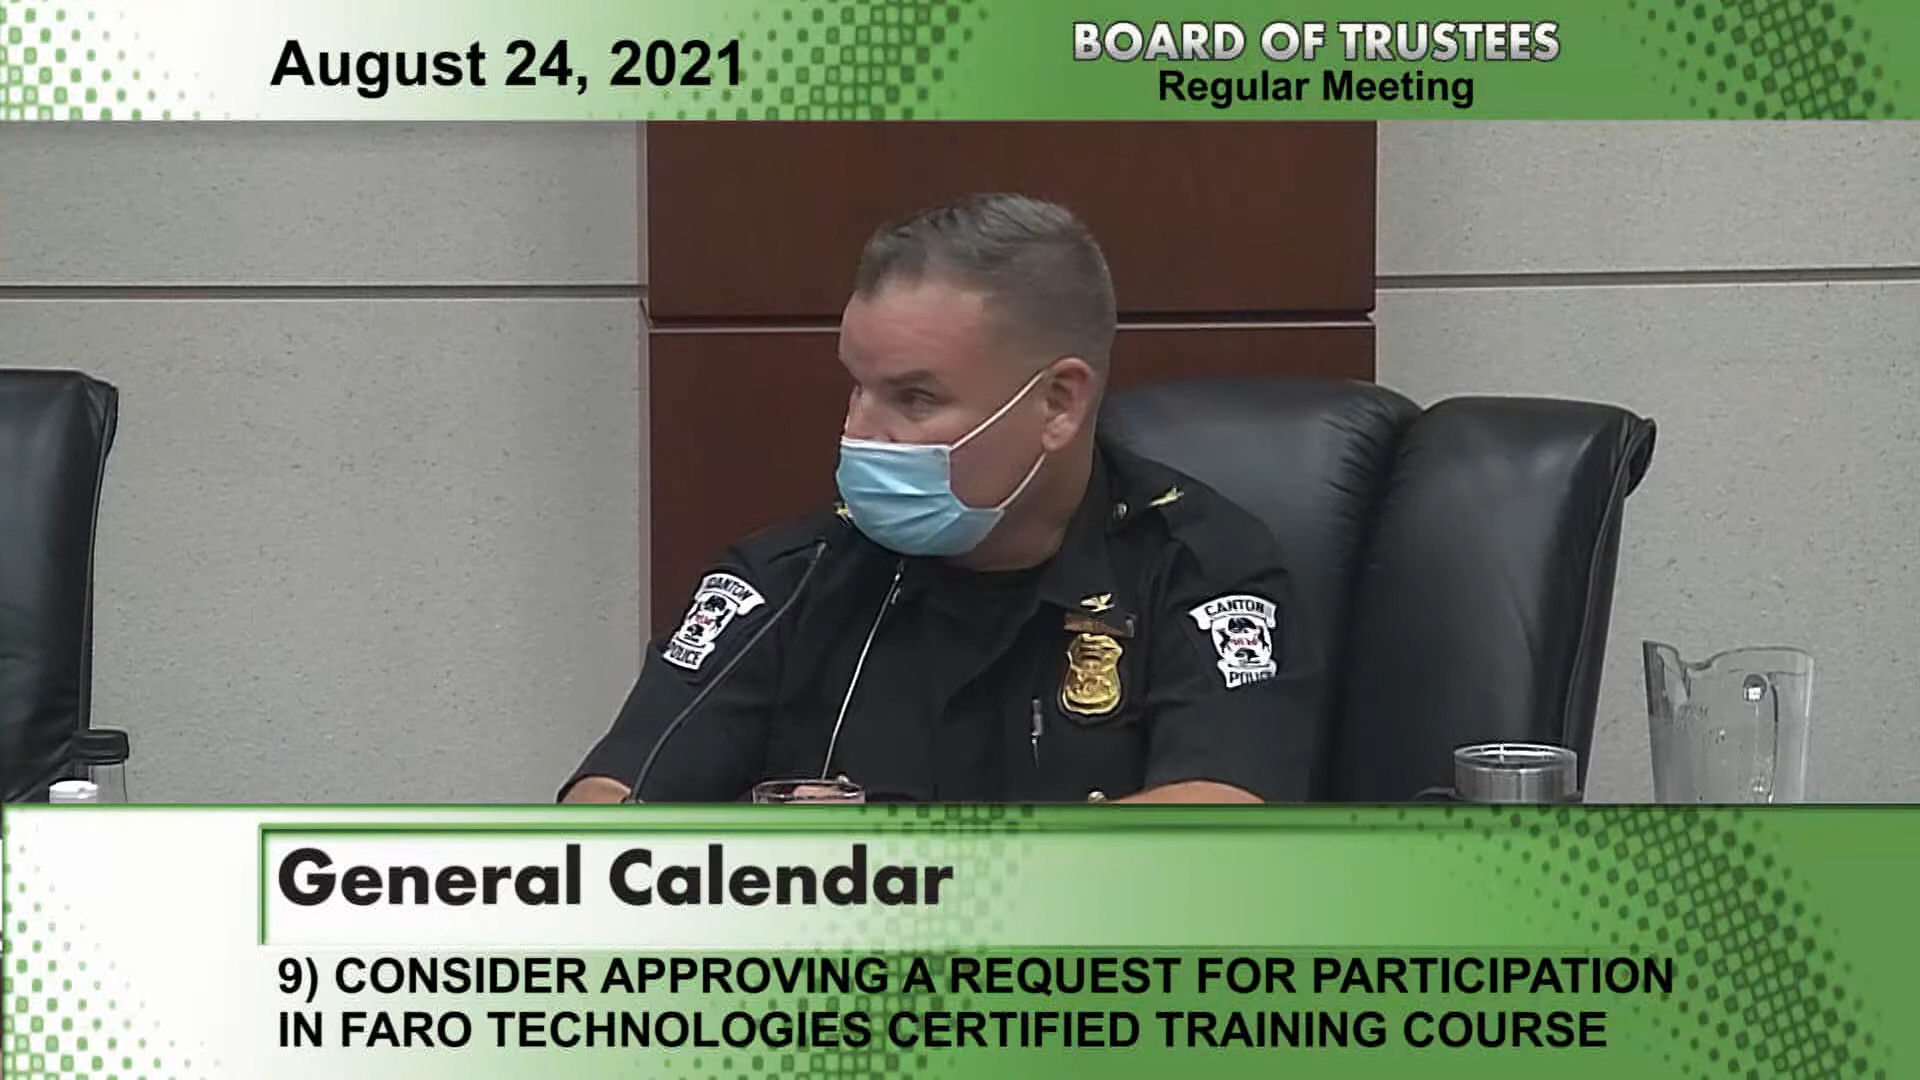 August 24, 2021
BOARD OF TRUSTEES
Regular Meeting
CANTON
POLICE
CANTON
POLICE
General Calendar
9) CONSIDER APPROVING A REQUEST FOR PARTICIPATION
IN FARO TECHNOLOGIES CERTIFIED TRAINING COURSE